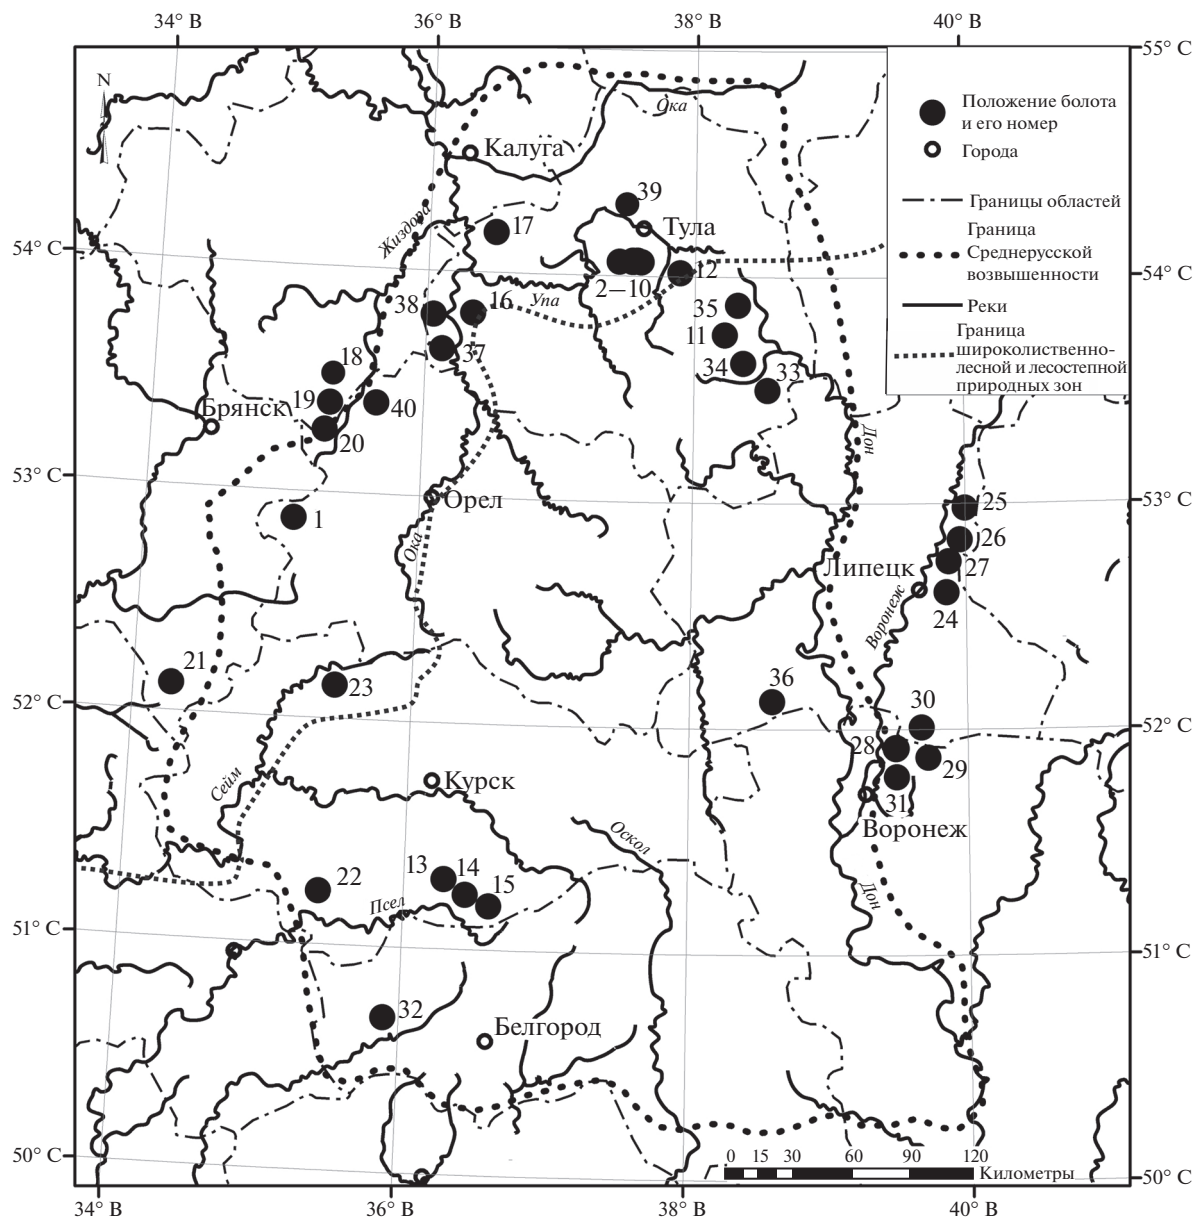 34° В
36° В
38° В
40° В
55° С
N
Положение болота
и его номер
Города
Границы областей
Граница
Среднерусской
возвышенности
Реки
Граница
широколиственно-
лесной и лесостепной
природных зон
Ока
Калуга
39
17
Тула
Жиздра
54° С
54° С
12
2—10
38
16
Упа
35
11
37
34
33
18
19
Брянск
40
20
Дон
53° С
53° С
Орел
25
1
26
Ока
Липецк
27
24
Воронеж
21
23
36
30
52° С
52° С
28
29
Сейм
Курск
31
Воронеж
Оскол
13
14
15
22
Псел
Дон
51° С
51° С
32
Белгород
50° С
50° С
0 15 30 60 90 120
Километры
34° В
36° В
38° В
40° В